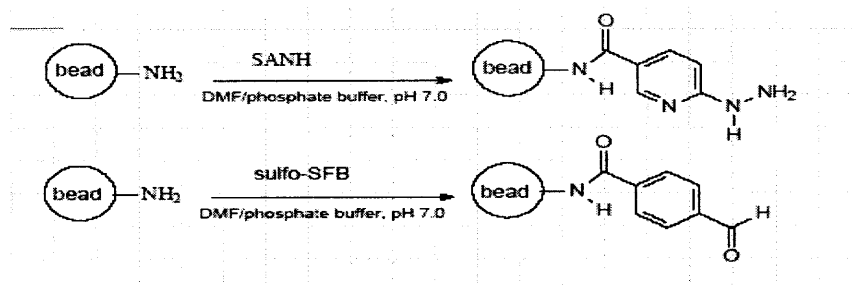 bead NH₂ SANH DMF/phosphate buffer, pH 7.0 bead N H O N N H NH₂
bead NH₂ sulfo-SFB DMF/phosphate buffer, pH 7.0 bead N H O H O